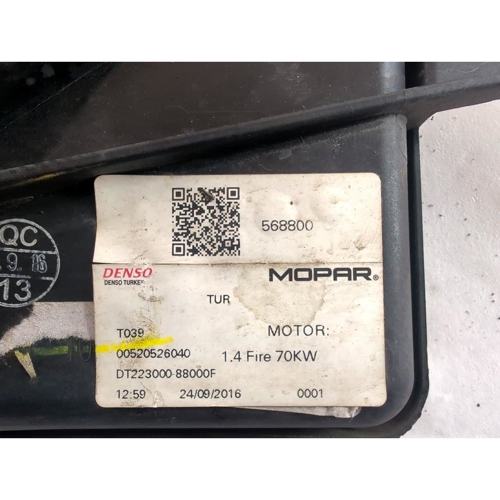 568800
QC
.9. 16
13
DENSO
DENSO TURKEY
MOPAR®
TUR
T039
MOTOR:
00520526040
1.4 Fire 70KW
DT223000-88000F
12:59
24/09/2016
0001